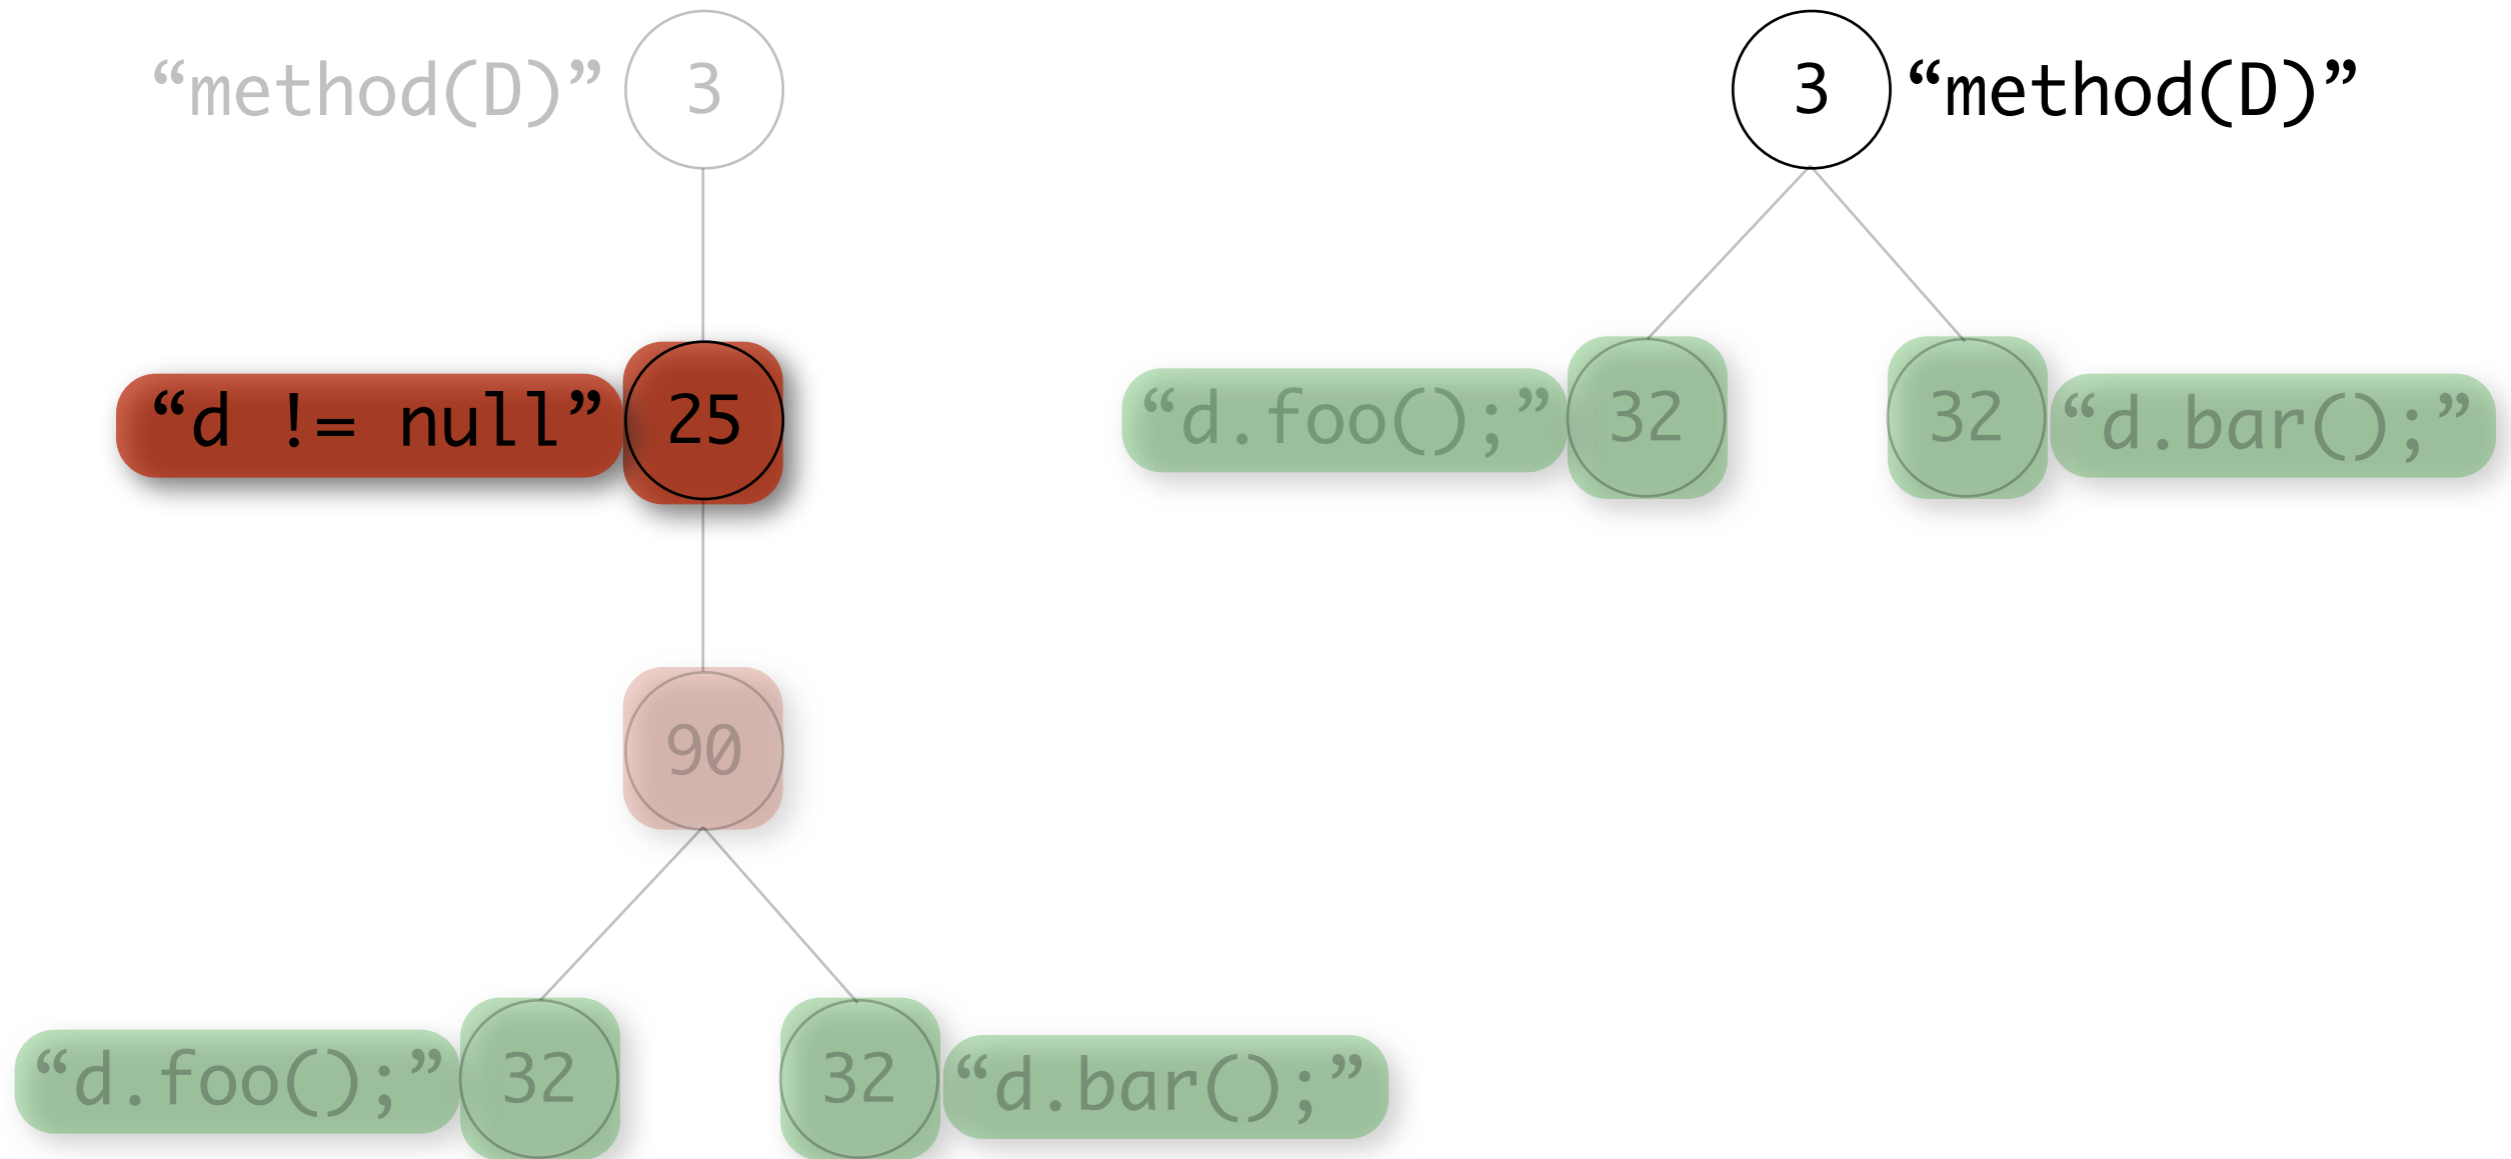 “method(D)” 3 3 “method(D)”
“d != null” 25 “d.foo();” 32 32 “d.bar();”
90
“d.foo();” 32 32 “d.bar();”